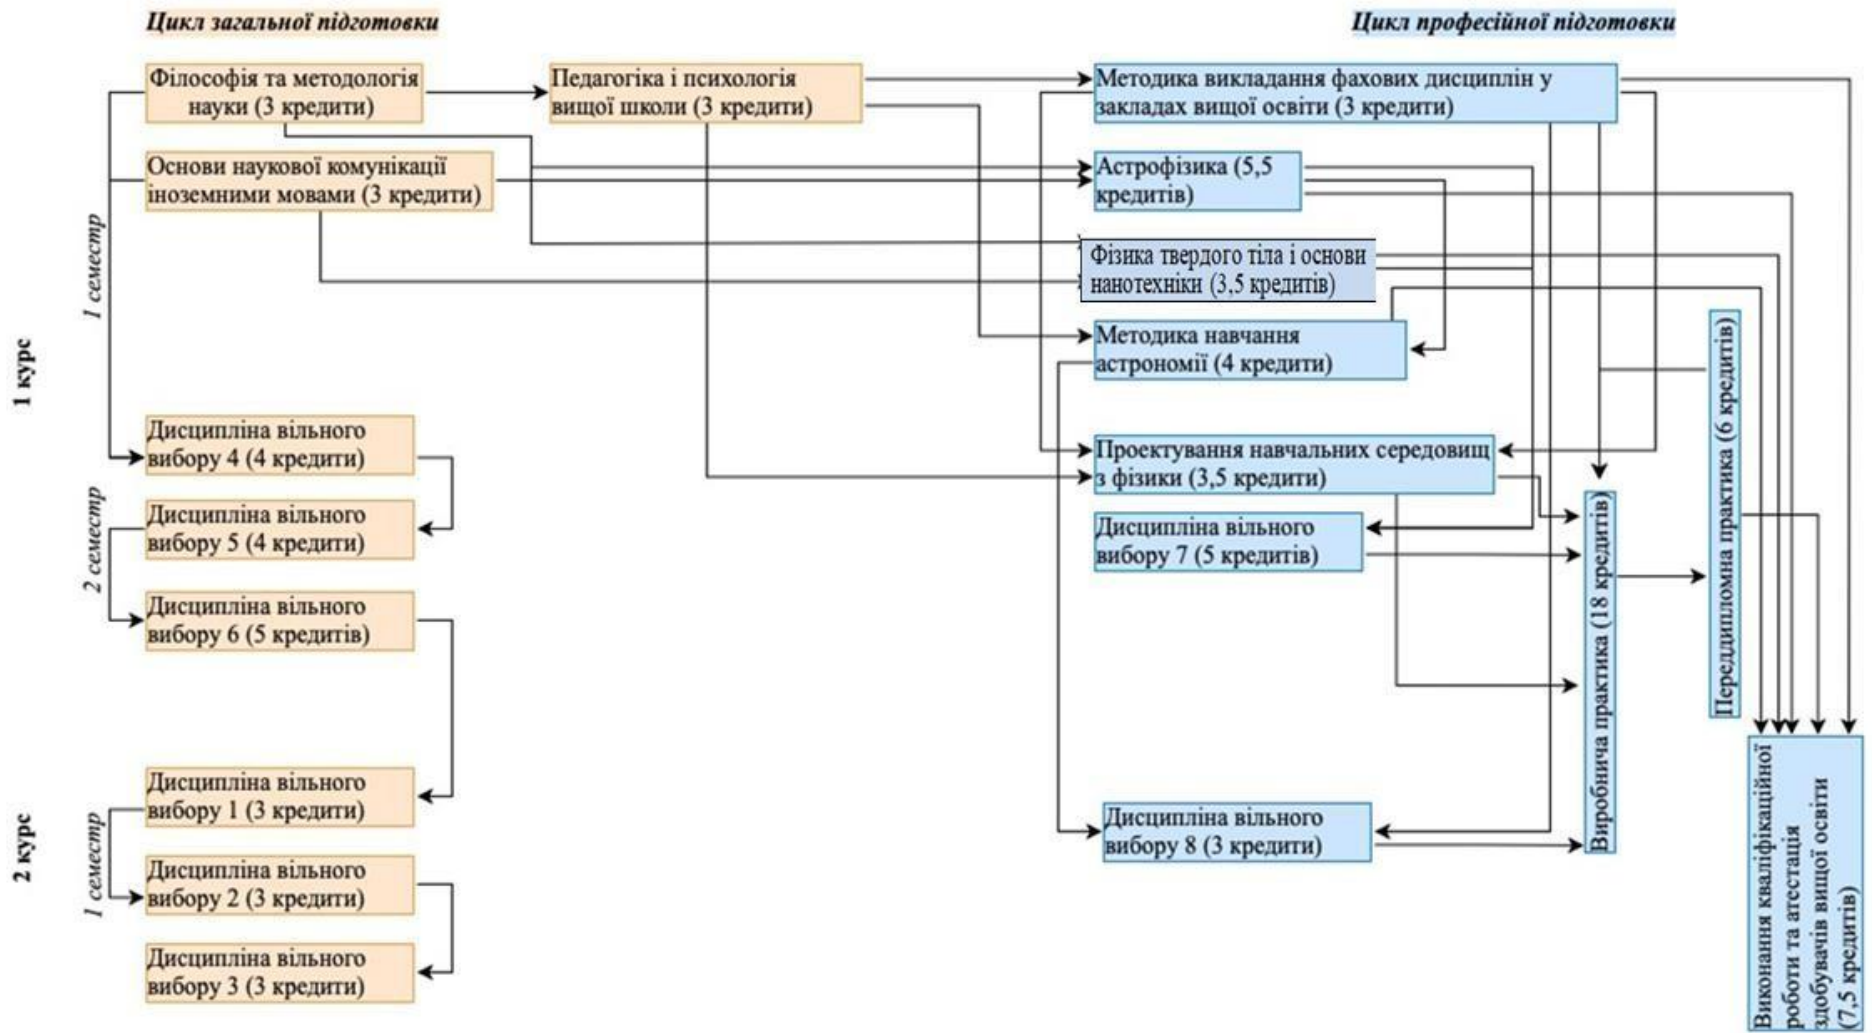 Цикл загальної підготовки
Цикл професійної підготовки
1 курс
1 семестр
2 семестр
2 курс
1 семестр
Філософія та методологія
науки (3 кредити)
Педагогіка і психологія
вищої школи (3 кредити)
Основи наукової комунікації
іноземними мовами (3 кредити)
Дисципліна вільного
вибору 4 (4 кредити)
Дисципліна вільного
вибору 5 (4 кредити)
Дисципліна вільного
вибору 6 (5 кредитів)
Дисципліна вільного
вибору 1 (3 кредити)
Дисципліна вільного
вибору 2 (3 кредити)
Дисципліна вільного
вибору 3 (3 кредити)
Методика викладання фахових дисциплін у
закладах вищої освіти (3 кредити)
Астрофізика (5,5
кредитів)
Фізика твердого тіла і основи
нанотехніки (3,5 кредитів)
Методика навчання
астрономії (4 кредити)
Проектування навчальних середовищ
з фізики (3,5 кредити)
Дисципліна вільного
вибору 7 (5 кредитів)
Дисципліна вільного
вибору 8 (3 кредити)
Виробнича практика (18 кредитів)
Переддипломна практика (6 кредитів)
Виконання кваліфікаційної
роботи та атестація
здобувачів вищої освіти
(7,5 кредитів)